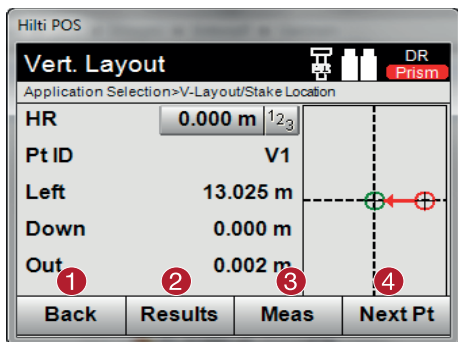 Hilti POS
Vert. Layout DR
Prism
Application Selection>V-Layout/Stake Location
HR 0.000 m 123
Pt ID V1
Left 13.025 m
Down 0.000 m
Out 0.002 m
1 2 3 4
Back Results Meas Next Pt